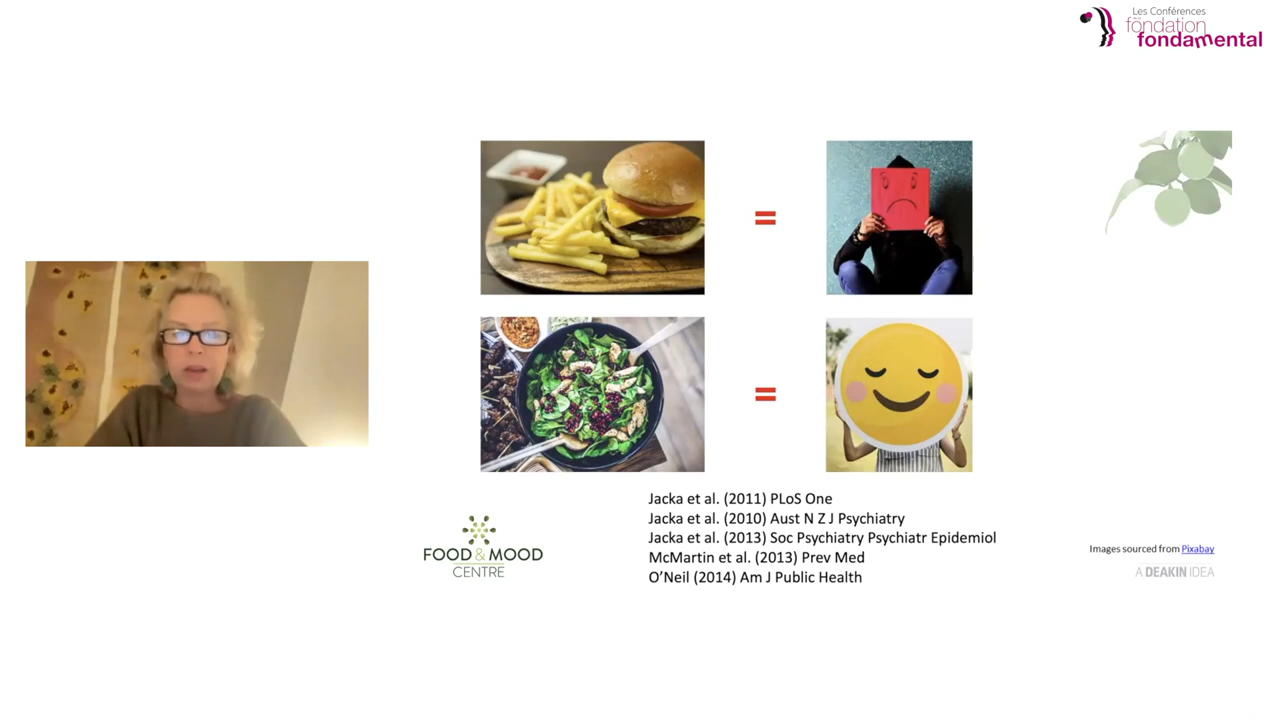 Les Conférences
fondation
fondamental
Jacka et al. (2011) PLoS One
Jacka et al. (2010) Aust N Z J Psychiatry
Jacka et al. (2013) Soc Psychiatry Psychiatr Epidemiol
McMartin et al. (2013) Prev Med
O’Neil (2014) Am J Public Health
FOOD & MOOD
CENTRE
Images sourced from Pixabay
A DEAKIN IDEA